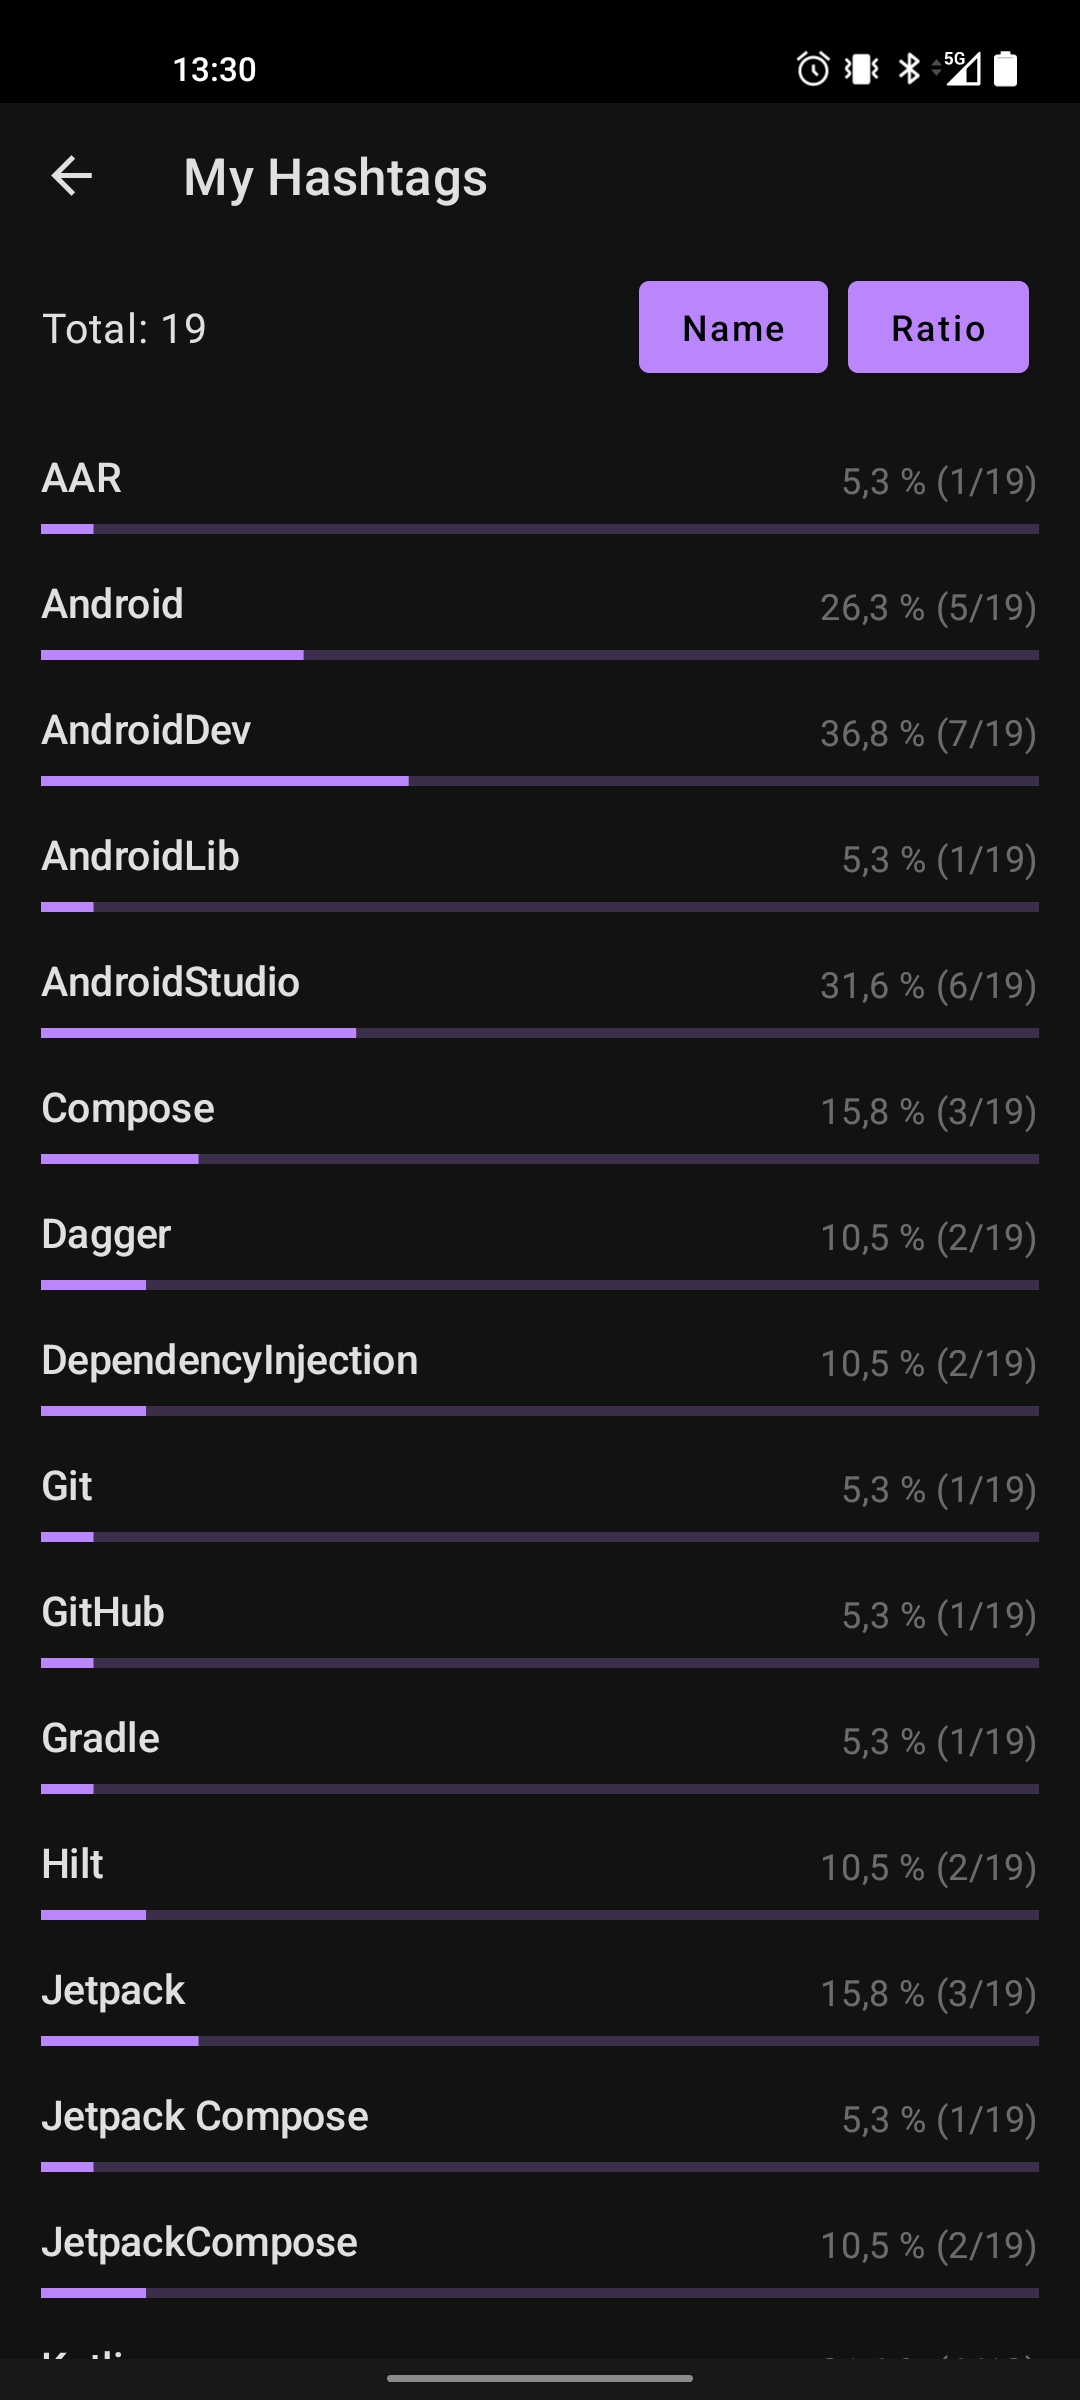 13:30
5G
My Hashtags
Total: 19
Name
Ratio
AAR
5,3 % (1/19)
Android
26,3 % (5/19)
AndroidDev
36,8 % (7/19)
AndroidLib
5,3 % (1/19)
AndroidStudio
31,6 % (6/19)
Compose
15,8 % (3/19)
Dagger
10,5 % (2/19)
DependencyInjection
10,5 % (2/19)
Git
5,3 % (1/19)
GitHub
5,3 % (1/19)
Gradle
5,3 % (1/19)
Hilt
10,5 % (2/19)
Jetpack
15,8 % (3/19)
Jetpack Compose
5,3 % (1/19)
JetpackCompose
10,5 % (2/19)